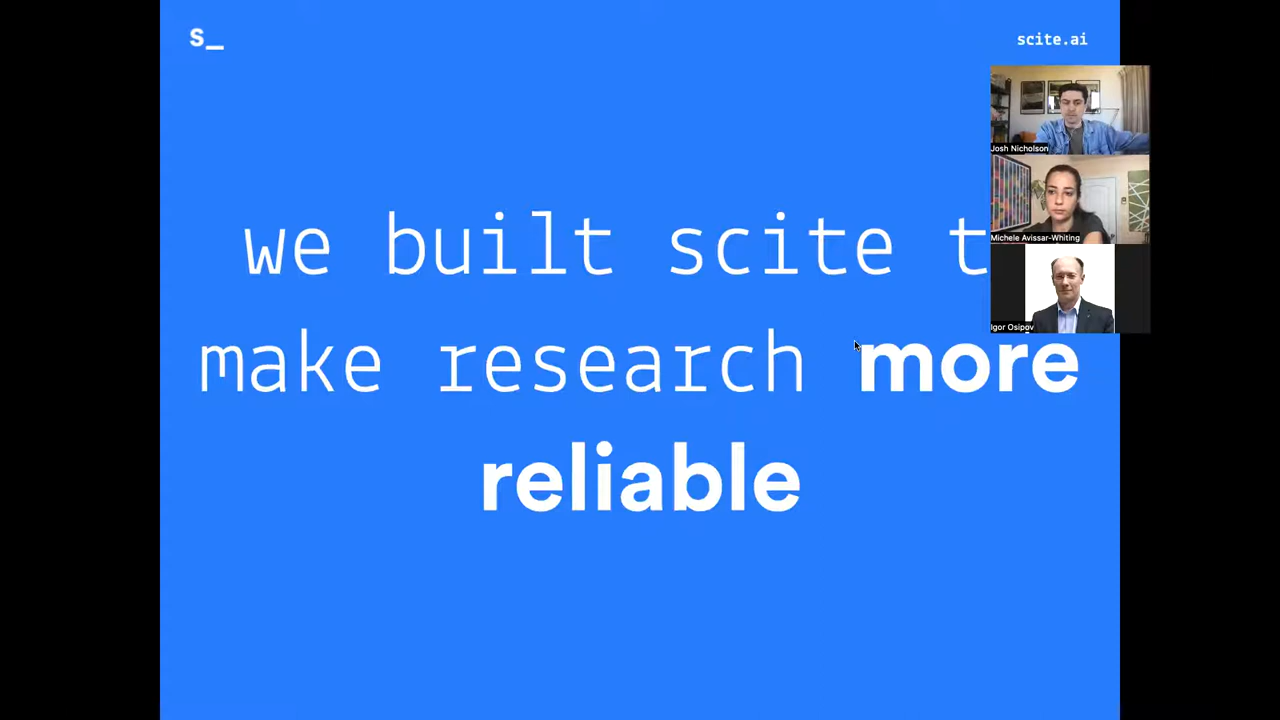 s_
scite.ai
we built scite t
make research more
reliable
Josh Nicholson
Michele Avissar-Whiting
Igor Osipov